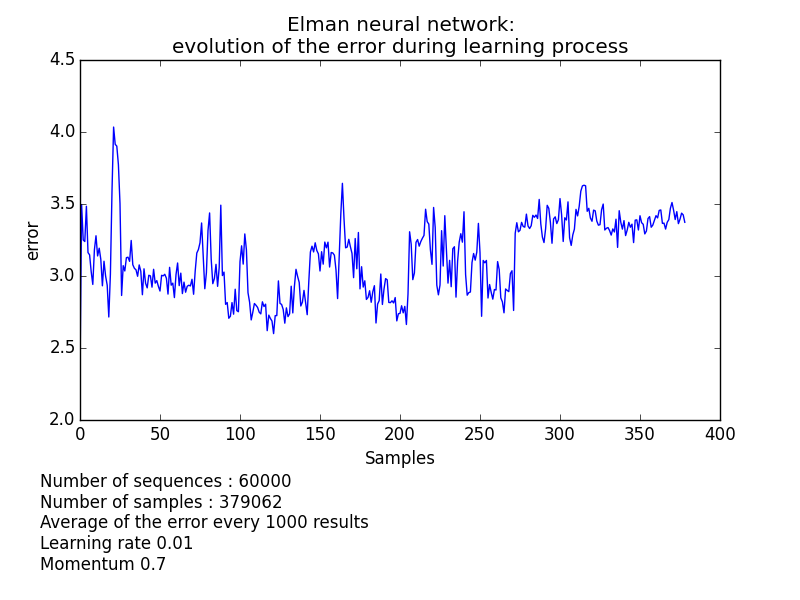 Elman neural network:
evolution of the error during learning process
4.5
4.0
3.5
3.0
2.5
2.0
error
0 50 100 150 200 250 300 350 400
Samples
Number of sequences : 60000
Number of samples : 379062
Average of the error every 1000 results
Learning rate 0.01
Momentum 0.7